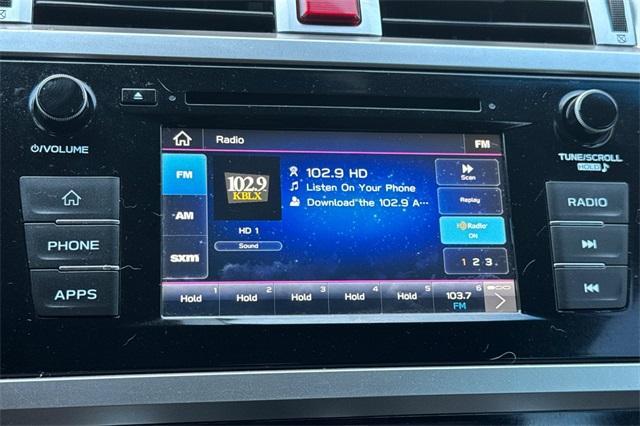 ⏻/VOLUME
TUNE/SCROLL
HOLD
PHONE
APPS
RADIO
Radio
FM
FM
AM
sxm
102.9
KBLX
HD 1
Sound
102.9 HD
Listen On Your Phone
Download the 102.9 A…
Scan
Replay
HD Radio
ON
1 2 3
1 Hold
2 Hold
3 Hold
4 Hold
5 Hold
6 103.7
FM